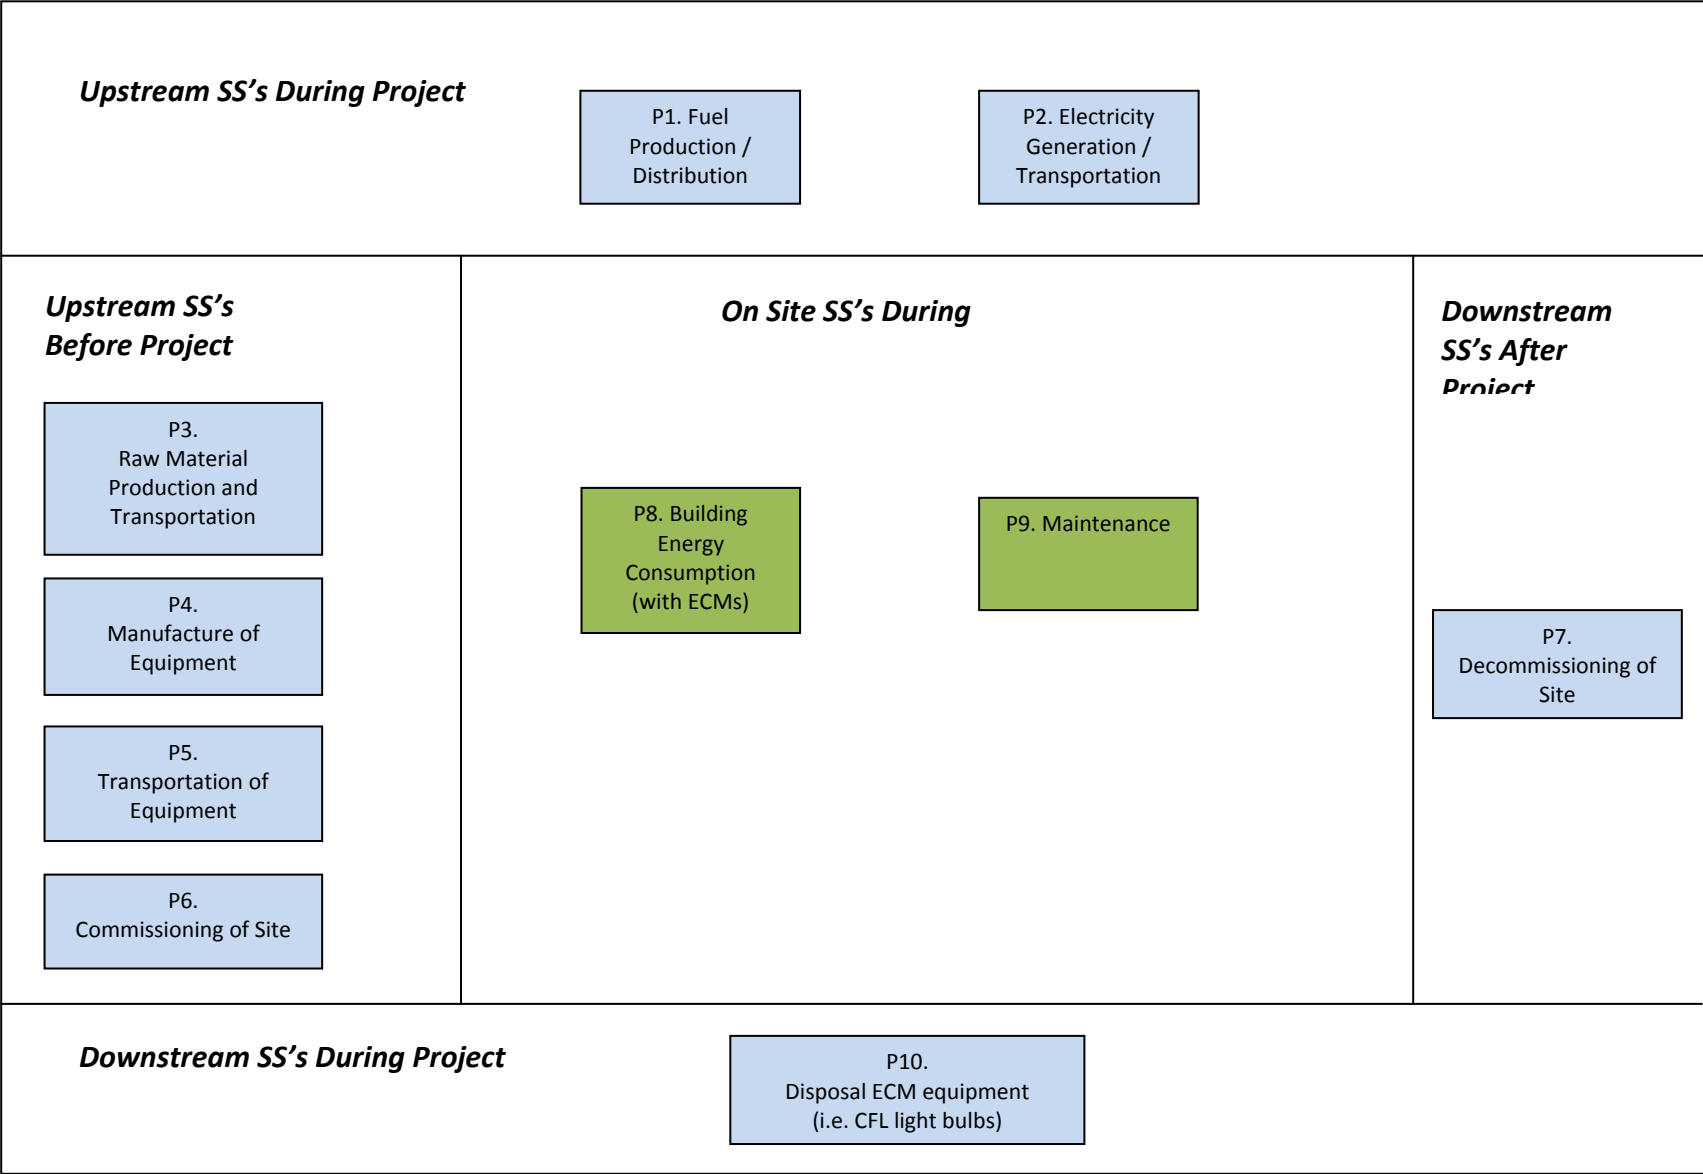 Upstream SS’s During Project
P1. Fuel
Production /
Distribution
P2. Electricity
Generation /
Transportation
Upstream SS’s
Before Project
P3.
Raw Material
Production and
Transportation
P4.
Manufacture of
Equipment
P5.
Transportation of
Equipment
P6.
Commissioning of Site
On Site SS’s During
P8. Building
Energy
Consumption
(with ECMs)
P9. Maintenance
Downstream
SS’s After
Project
P7.
Decommissioning of
Site
Downstream SS’s During Project
P10.
Disposal ECM equipment
(i.e. CFL light bulbs)